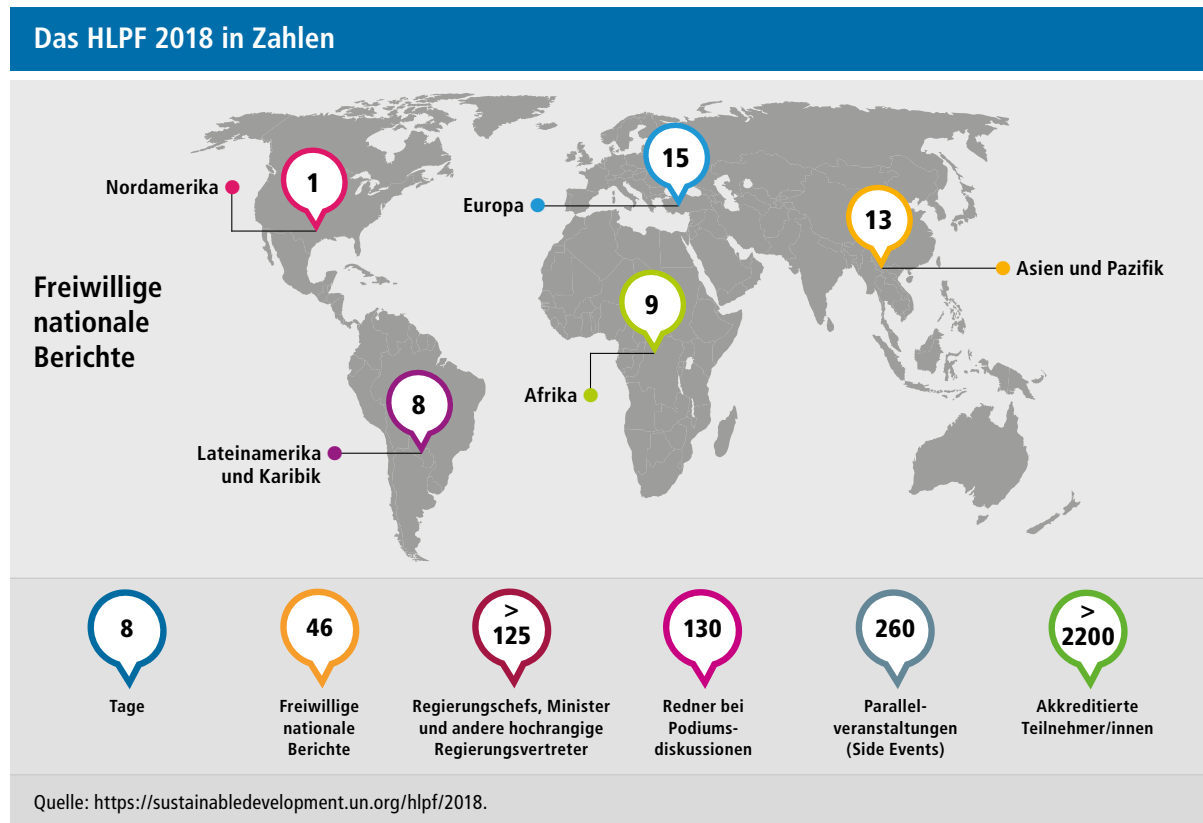 Das HLPF 2018 in Zahlen
Nordamerika
1
Europa
15
13
Asien und Pazifik
Freiwillige
nationale
Berichte
9
Afrika
8
Lateinamerika
und Karibik
8
Tage
46
Freiwillige
nationale
Berichte
>
125
Regierungschefs, Minister
und andere hochrangige
Regierungsvertreter
130
Redner bei
Podiums-
diskussionen
260
Parallel-
veranstaltungen
(Side Events)
>
2200
Akkreditierte
Teilnehmer/innen
Quelle: https://sustainabledevelopment.un.org/hlpf/2018.